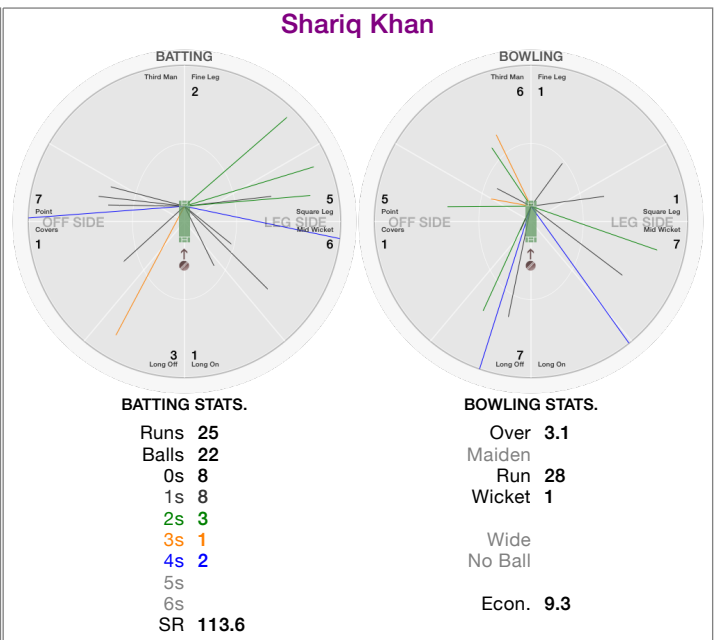 Shariq Khan
BATTING
Third Man Fine Leg
2
7 5
Point Square Leg
OFF SIDE LEG SIDE
Covers Mid Wicket
1 6
3 1
Long Off Long On
BOWLING
Third Man Fine Leg
6 1
5 1
Point Square Leg
OFF SIDE LEG SIDE
Covers Mid Wicket
1 7
7
Long Off Long On
BATTING STATS.
Runs 25
Balls 22
0s 8
1s 8
2s 3
3s 1
4s 2
5s
6s
SR 113.6
BOWLING STATS.
Over 3.1
Maiden
Run 28
Wicket 1
Wide
No Ball
Econ. 9.3